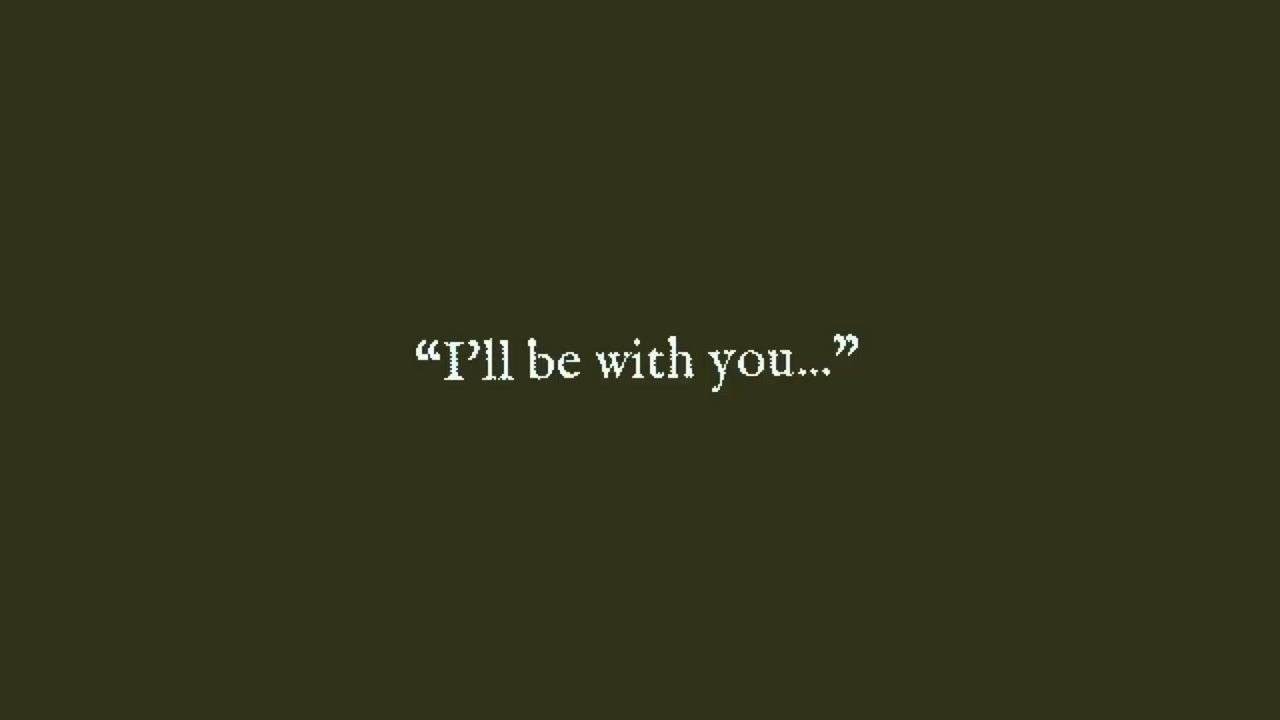 “I’ll be with you...”